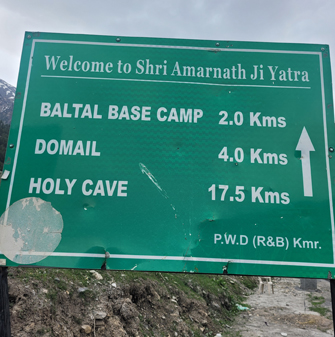 Welcome to Shri Amarnath Ji Yatra
BALTAL BASE CAMP 2.0 Kms
DOMAIL 4.0 Kms
HOLY CAVE 17.5 Kms
P.W.D (R&B) Kmr.